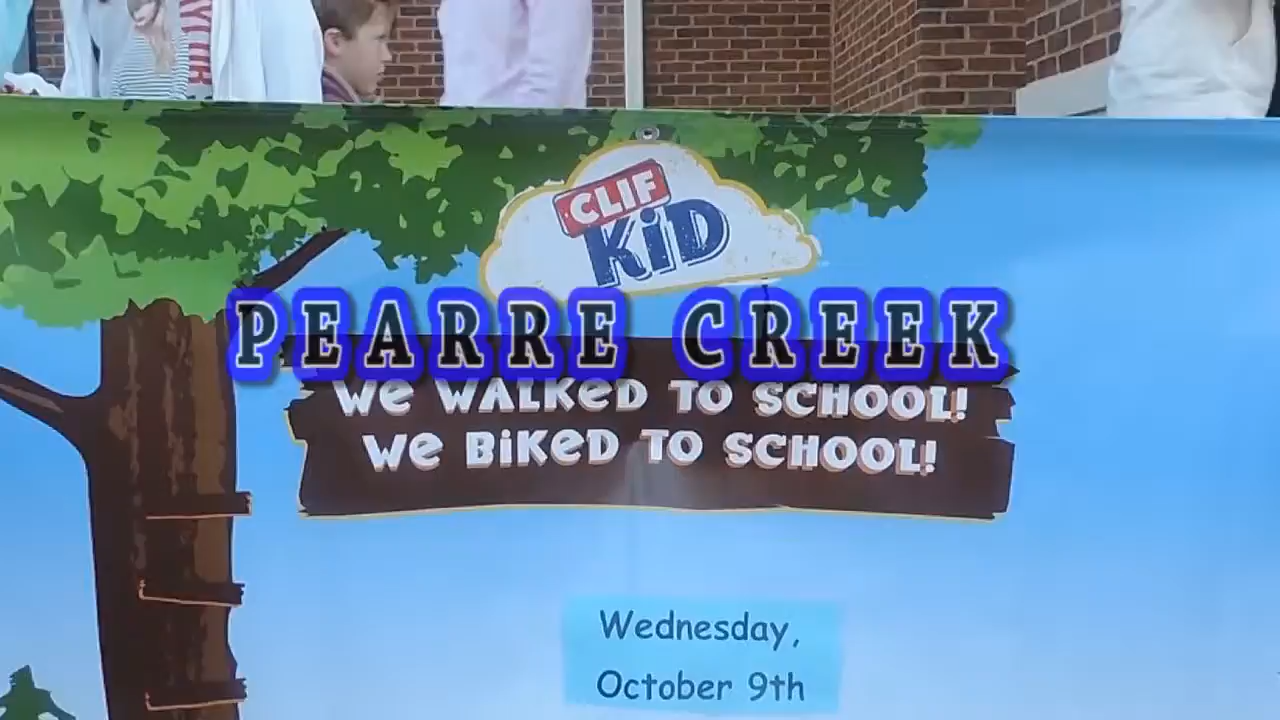 CLIF
KiD
PEARRE CREEK
We WALKeD TO SCHOOL!
We BiKeD TO SCHOOL!
Wednesday,
October 9th